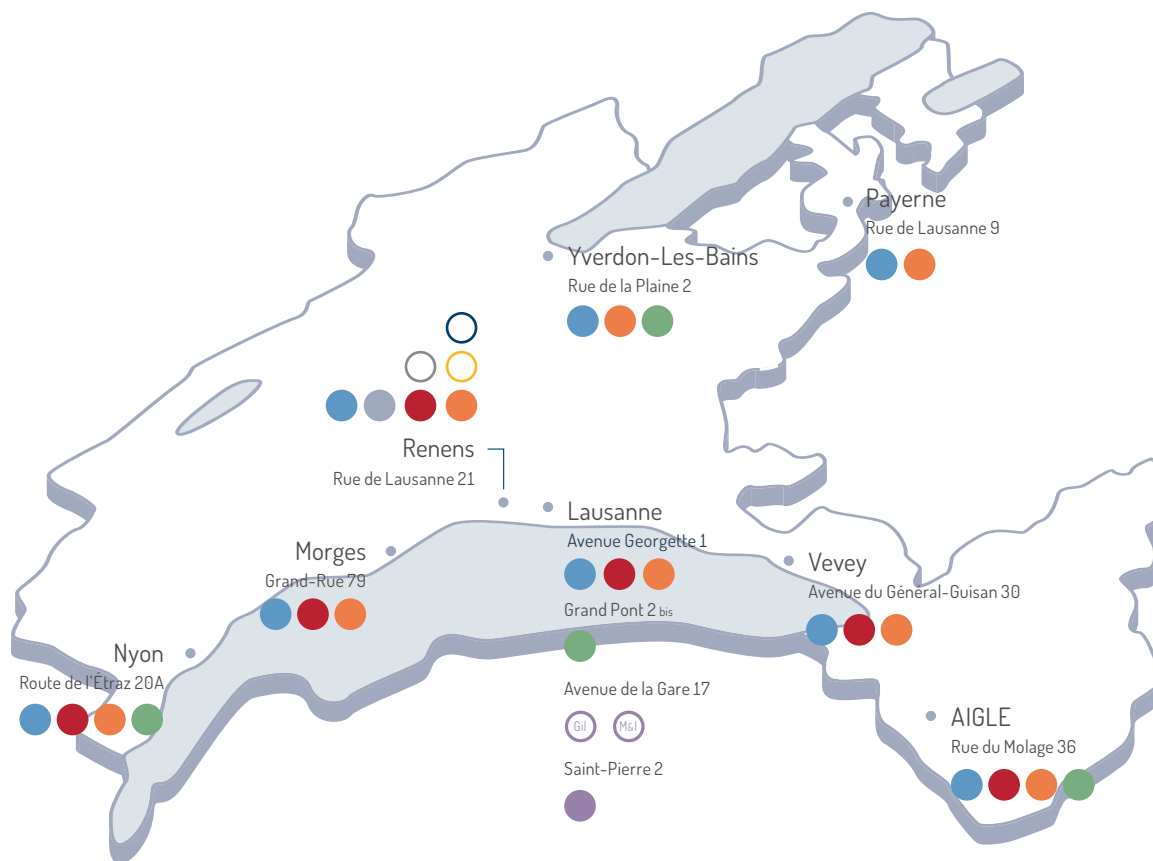 Payerne
Rue de Lausanne 9
Yverdon-Les-Bains
Rue de la Plaine 2
Renens
Rue de Lausanne 21
Lausanne
Avenue Georgette 1
Grand Pont 2 bis
Avenue de la Gare 17
Gil M&I
Saint-Pierre 2
Morges
Grand-Rue 79
Vevey
Avenue du Général-Guisan 30
Nyon
Route de l'Étraz 20A
AIGLE
Rue du Molage 36